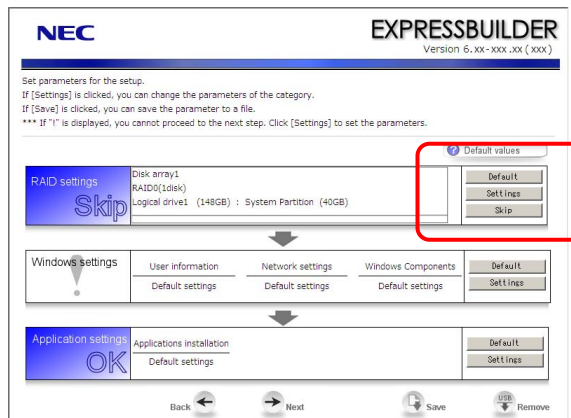 NEC
EXPRESSBUILDER
Version 6.xx-xxx.xx(xxx)
Set parameters for the setup.
If [Settings] is clicked, you can change the parameters of the category.
If [Save] is clicked, you can save the parameter to a file.
*** If "!" is displayed, you cannot proceed to the next step. Click [Settings] to set the parameters.
? Default values
RAID settings
Skip
Disk array1
RAID0(1disk)
Logical drive1 (148GB) : System Partition (40GB)
Default
Settings
Skip
Windows settings
!
User information Network settings Windows Components
Default settings Default settings Default settings
Default
Settings
Application settings
OK
Applications installation
Default settings
Default
Settings
Back Next Save USB Remove